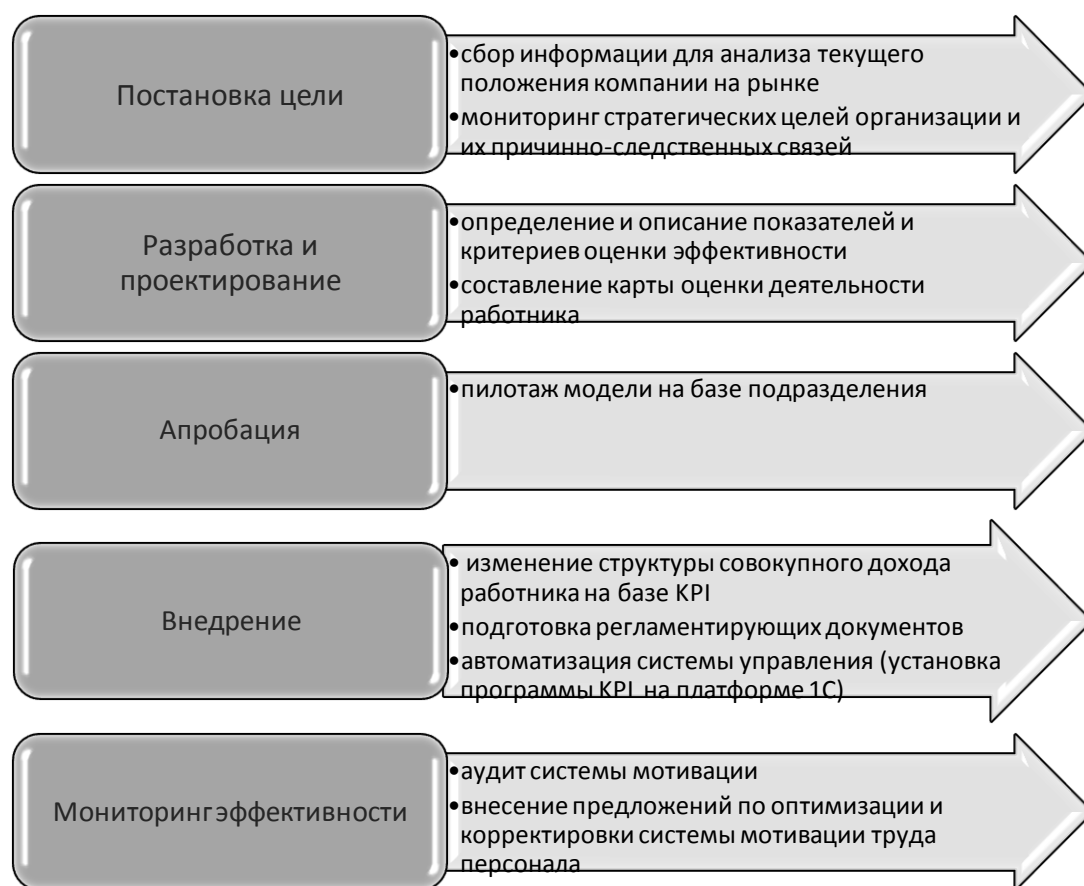 Постановка цели
•сбор информации для анализа текущего
положения компании на рынке
•мониторинг стратегических целей организации и
их причинно-следственных связей
Разработка и
проектирование
•определение и описание показателей и
критериев оценки эффективности
•составление карты оценки деятельности
работника
Апробация
•пилотаж модели на базе подразделения
Внедрение
• изменение структуры совокупного дохода
работника на базе KPI
•подготовка регламентирующих документов
•автоматизация системы управления (установка
программы KPI на платформе 1С)
Мониторинг эффективности
•аудит системы мотивации
•внесение предложений по оптимизации и
корректировки системы мотивации труда
персонала